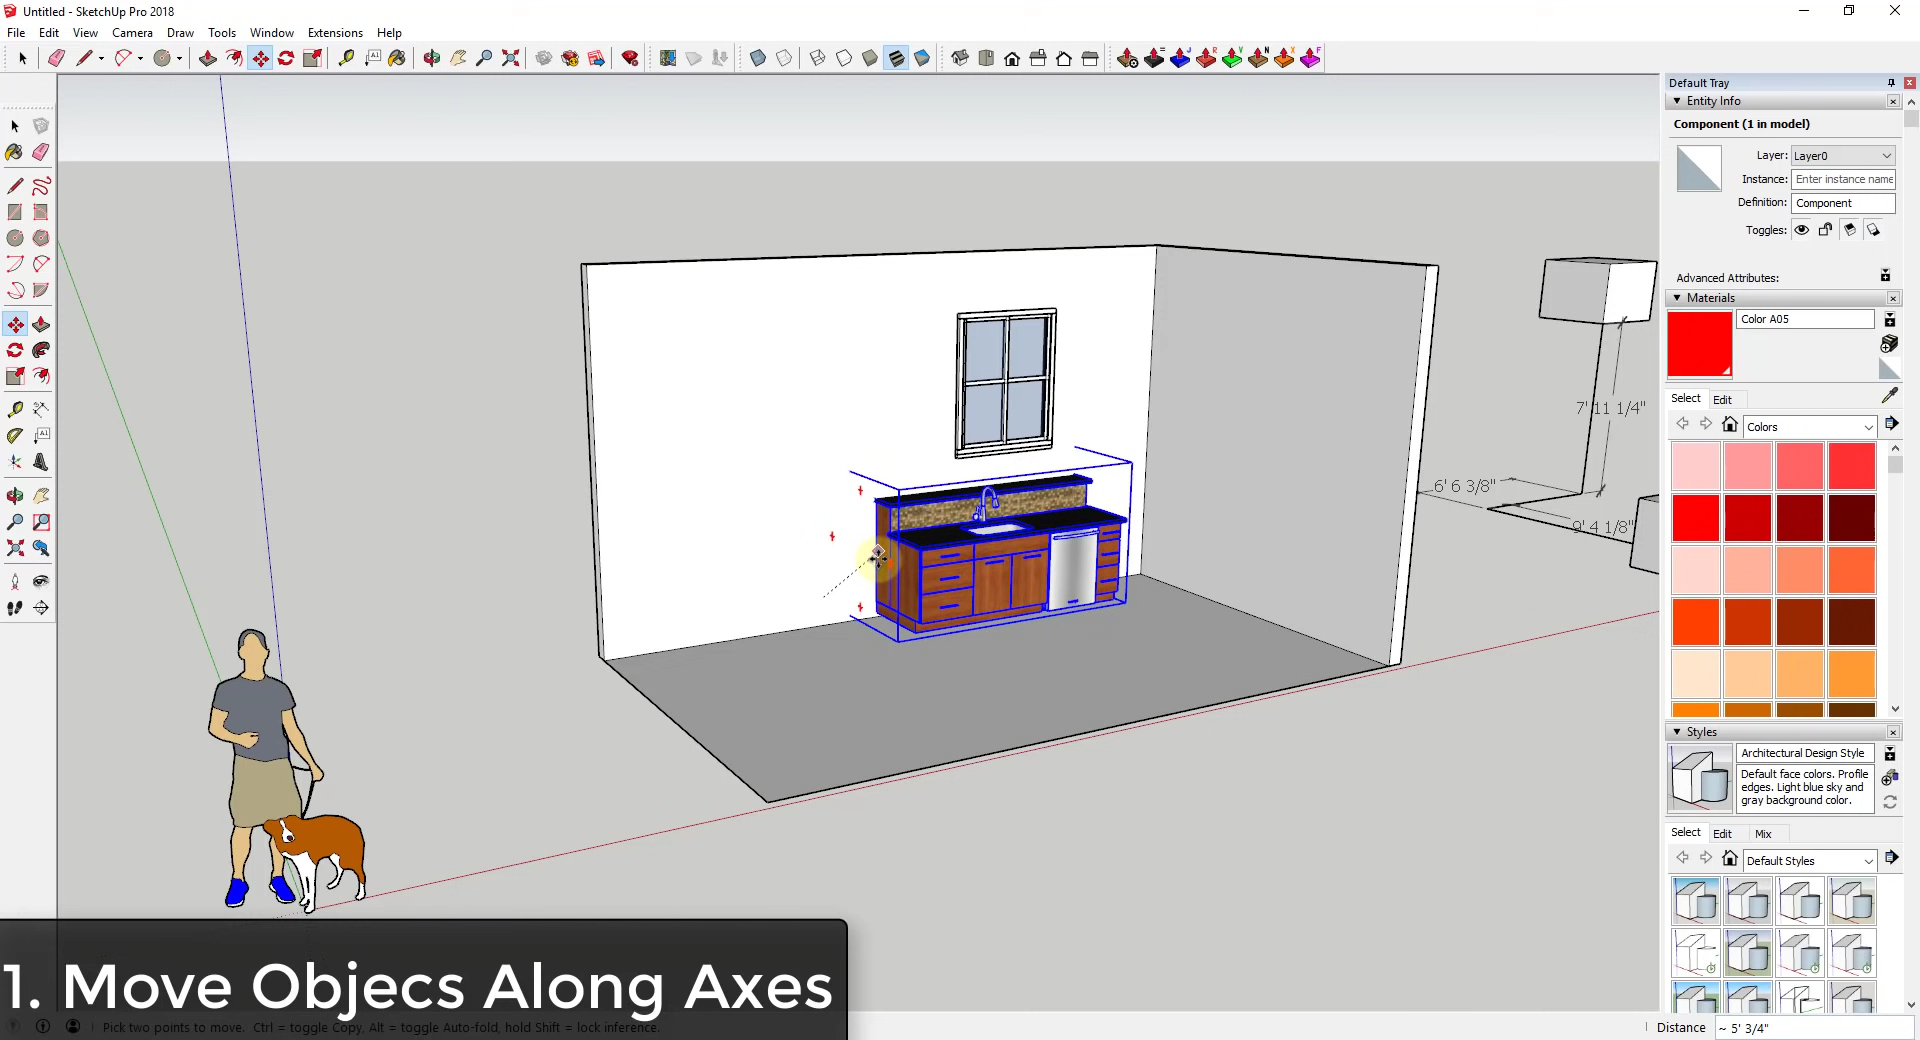 Untitled - SketchUp Pro 2018
File Edit View Camera Draw Tools Window Extensions Help
Default Tray
Entity Info
Component (1 in model)
Layer: Layer0
Instance: Enter instance name
Definition: Component
Toggles:
Advanced Attributes:
Materials
Color A05
Select Edit
Colors
7' 11 1/4"
6' 6 3/8"
9' 4 1/8"
Styles
Architectural Design Style
Default face colors. Profile
edges. Light blue sky and
gray background color.
Select Edit Mix
Default Styles
1. Move Objecs Along Axes
Pick two points to move. Ctrl = toggle Copy, Alt = toggle Auto-fold, hold Shift = lock inference.
Distance ~ 5' 3/4"